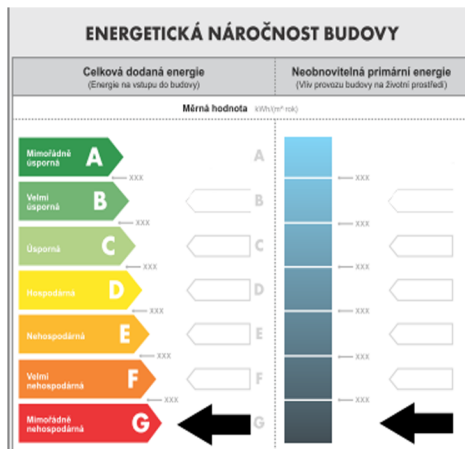 ENERGETICKÁ NÁROČNOST BUDOVY
Celková dodaná energie
(Energie na vstupu do budovy)
Neobnovitelná primární energie
(Vliv provozu budovy na životní prostředí)
Měrná hodnota kWh/(m²·rok)
Mimořádně
úsporná
A
A
XXX
XXX
Velmi
úsporná
B
B
XXX
XXX
Úsporná
C
C
XXX
XXX
Hospodárná
D
D
XXX
XXX
Nehospodárná
E
E
XXX
XXX
Velmi
nehospodárná
F
F
XXX
XXX
Mimořádně
nehospodárná
G
G